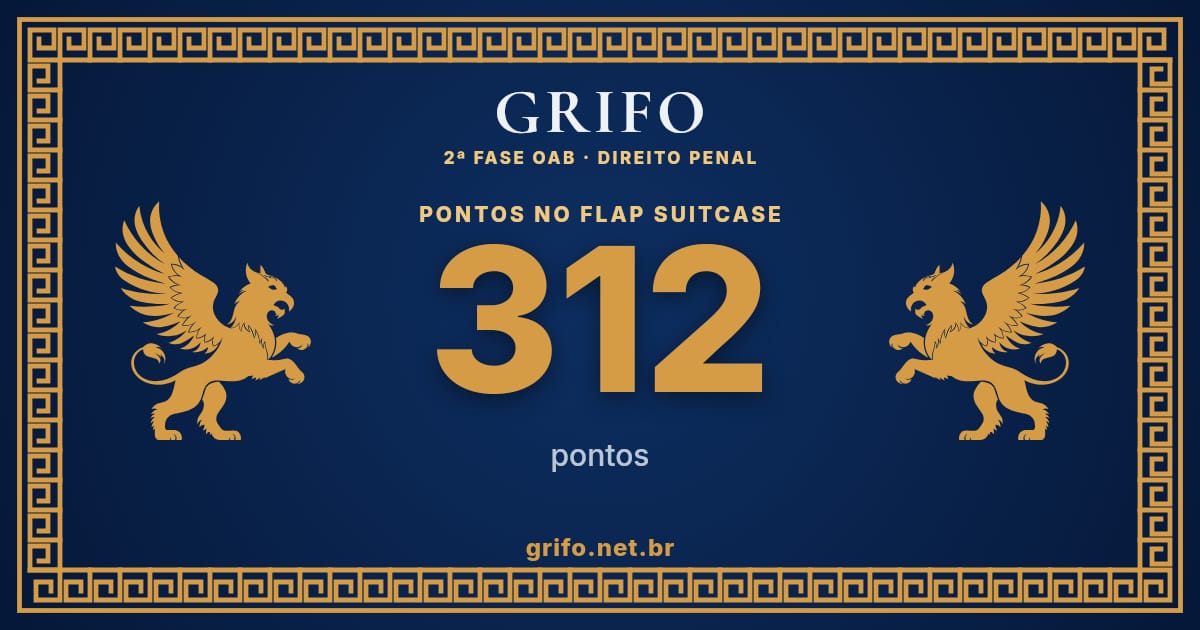 GRIFO
2ª FASE OAB · DIREITO PENAL
PONTOS NO FLAP SUITCASE
312
pontos
grifo.net.br